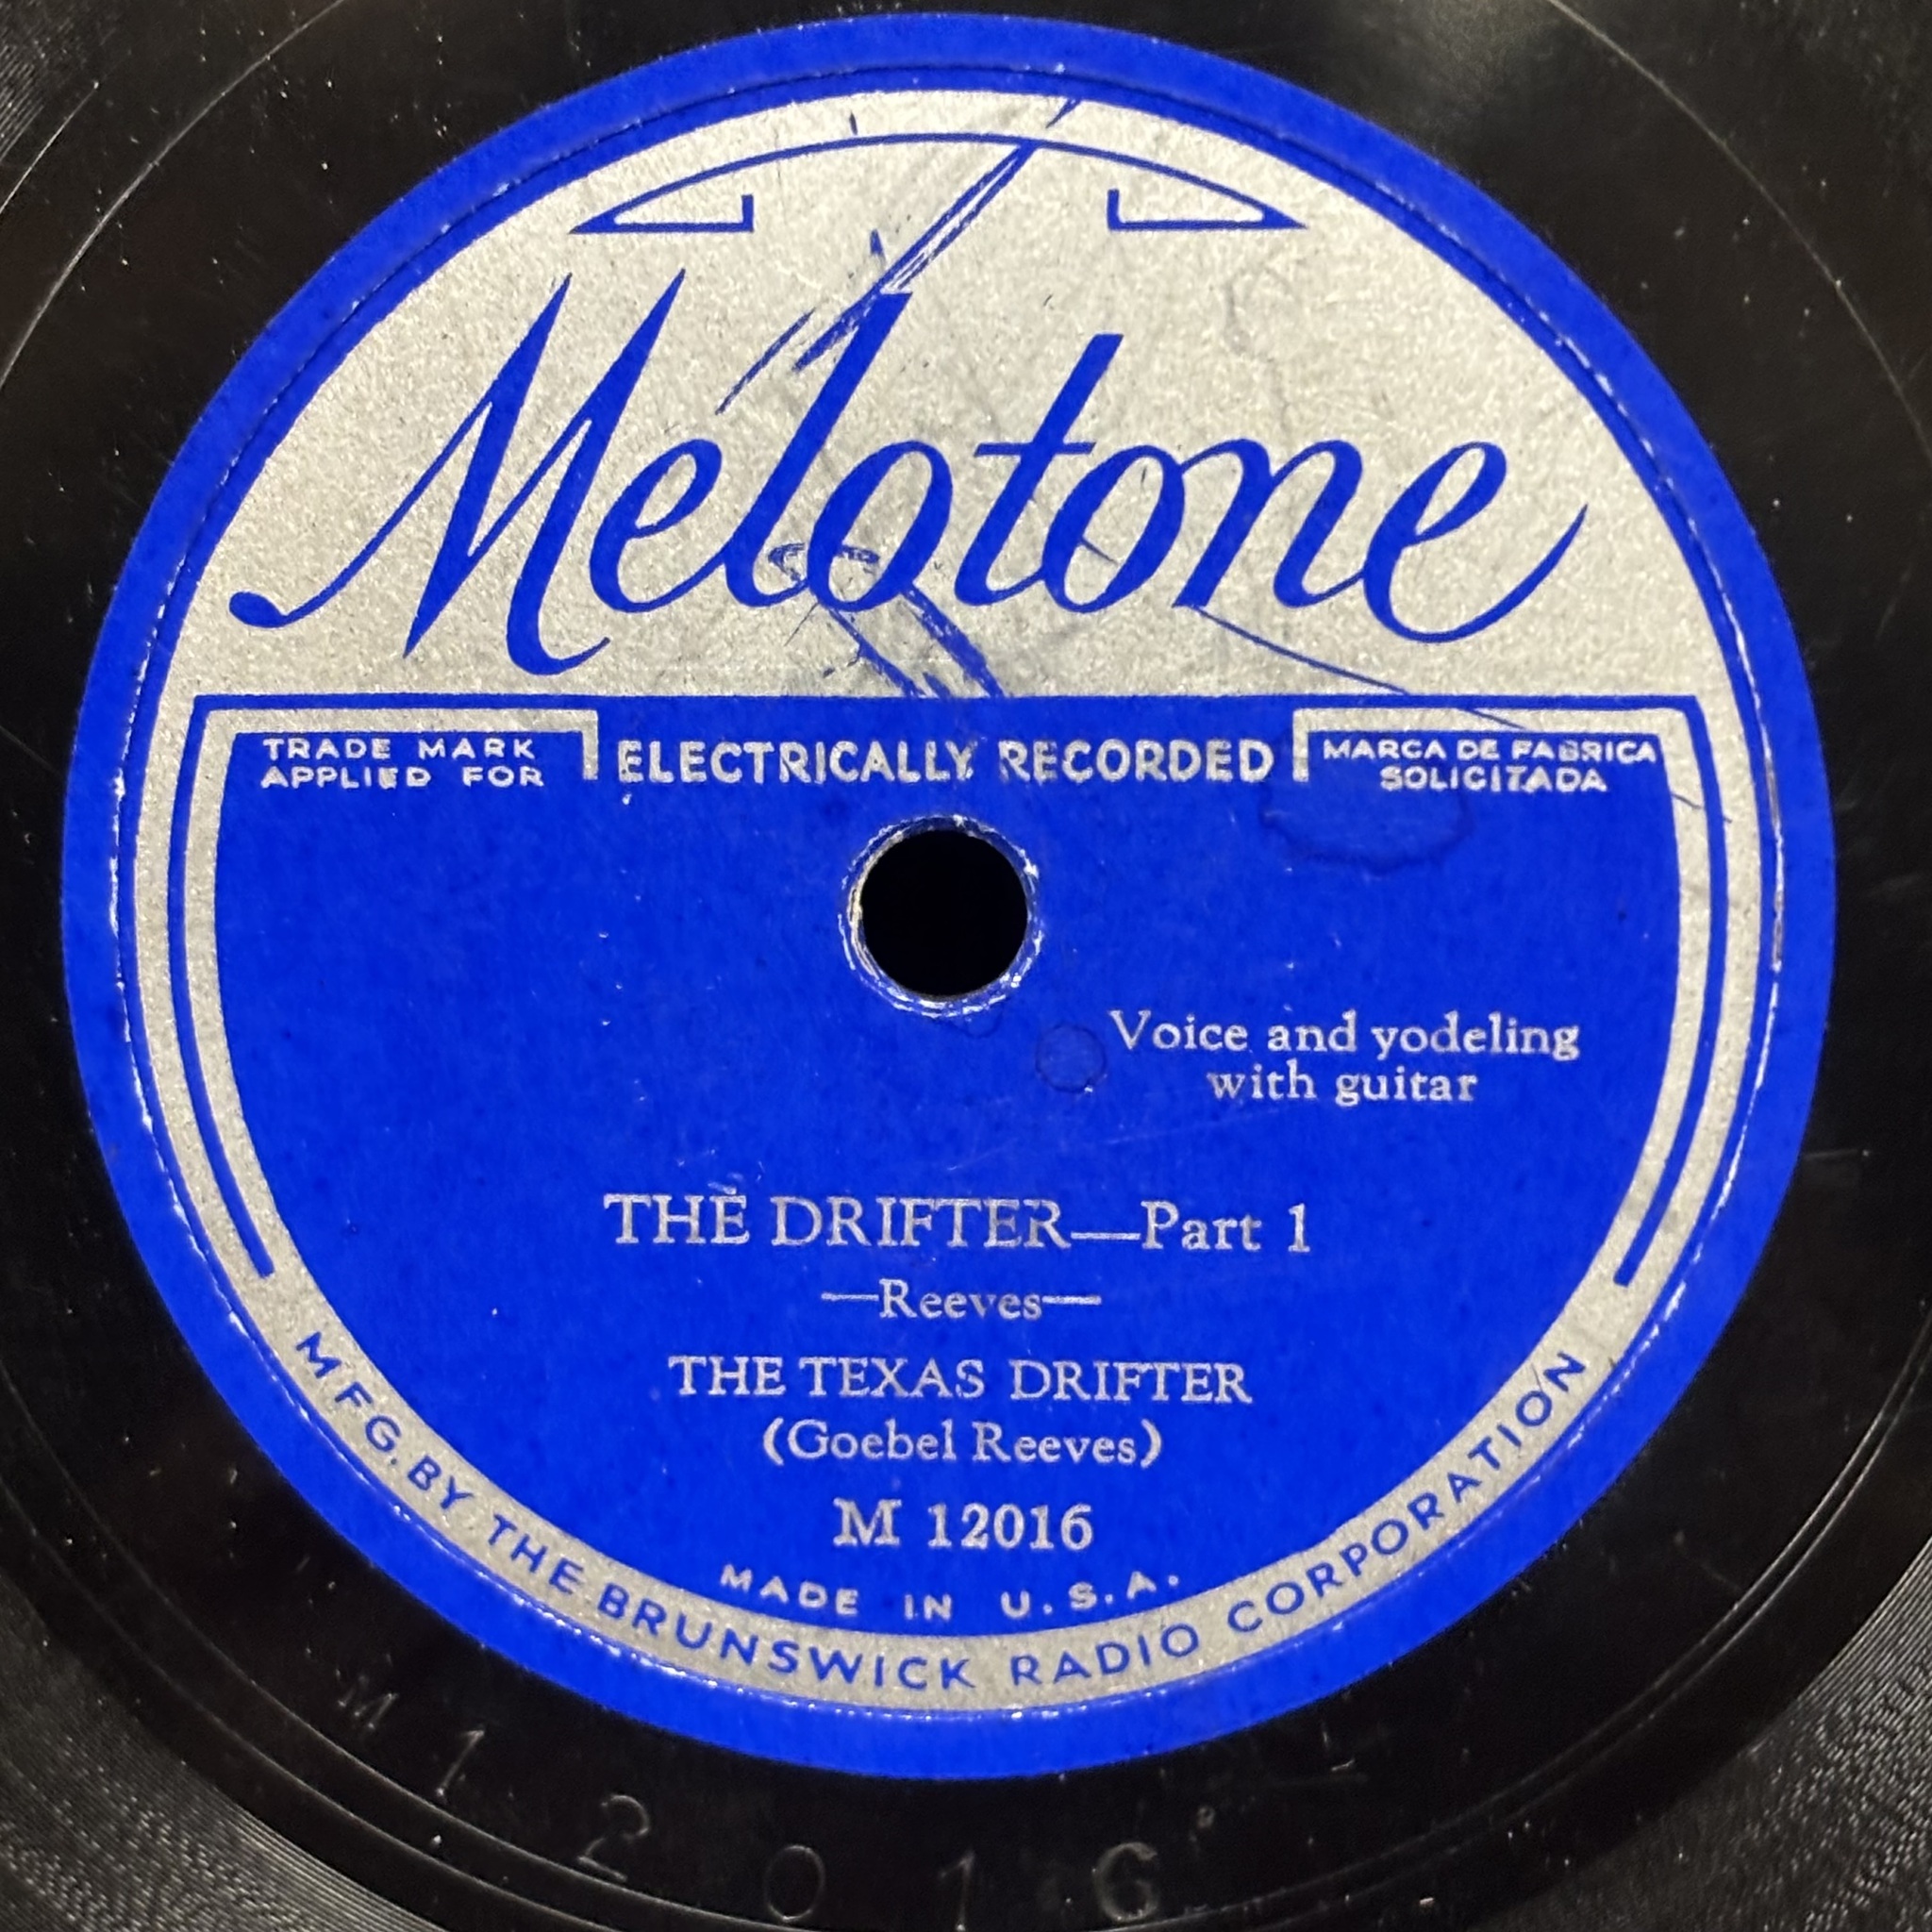 Melotone
TRADE MARK
APPLIED FOR
ELECTRICALLY RECORDED
MARCA DE FABRICA
SOLICITADA
Voice and yodeling
with guitar
THE DRIFTER—Part 1
—Reeves—
THE TEXAS DRIFTER
(Goebel Reeves)
M 12016
MADE IN U.S.A.
MFG. BY THE BRUNSWICK RADIO CORPORATION
M12016